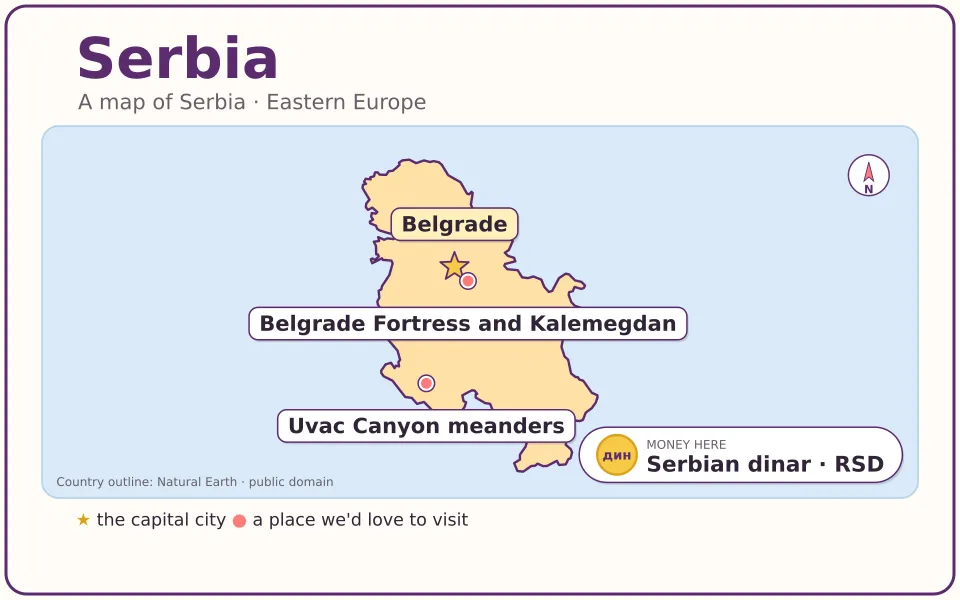 Serbia
A map of Serbia · Eastern Europe
N
Belgrade
Belgrade Fortress and Kalemegdan
Uvac Canyon meanders
MONEY HERE
дин
Serbian dinar · RSD
Country outline: Natural Earth · public domain
the capital city
a place we'd love to visit